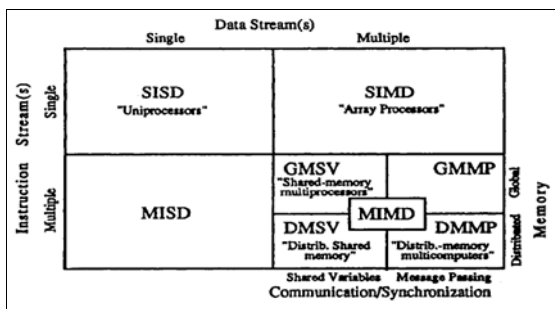 Data Stream(s)
Single Multiple
Instruction Stream(s)
Single
Multiple
SISD
"Uniprocessors"
SIMD
"Array Processors"
MISD
GMSV
"Shared-memory
multiprocessors"
GMMP
MIMD
DMSV
"Distrib. Shared
memory"
DMMP
"Distrib.-memory
multicomputers"
Global
Distributed
Memory
Shared Variables Message Passing
Communication/Synchronization